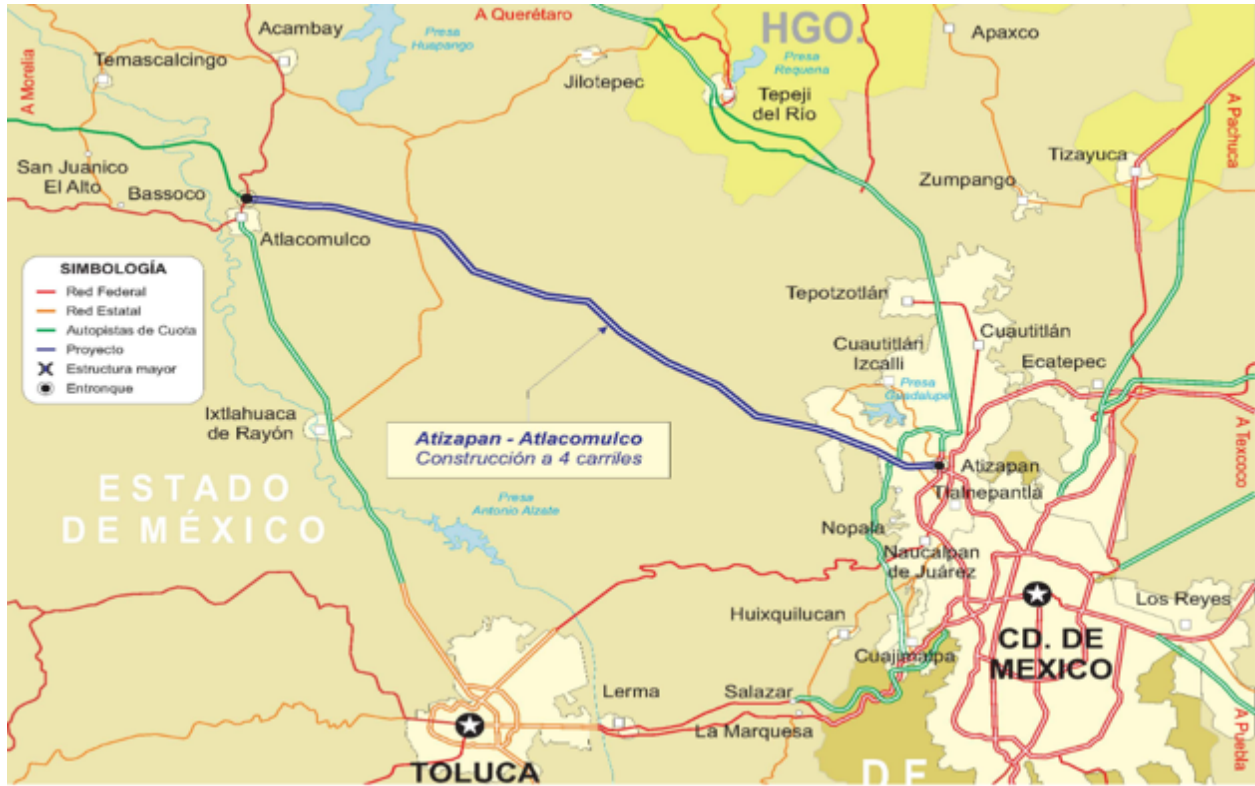 A Querétaro
HGO.
Acambay
Presa
Huapango
Temascalcingo
Jilotepec
Presa
Requena
Apaxco
A Morelia
Tepeji
del Río
A Pachuca
Tizayuca
San Juanico
El Alto
Bassoco
Zumpango
Atlacomulco
SIMBOLOGÍA
Red Federal
Red Estatal
Autopistas de Cuota
Proyecto
Estructura mayor
Entronque
Tepotzotlán
Cuautitlán
Cuautitlán
Izcalli
Ecatepec
Presa
Guadalupe
Ixtlahuaca
de Rayón
A Texcoco
Atizapan - Atlacomulco
Construcción a 4 carriles
Atizapan
Tlalnepantla
ESTADO
DE MÉXICO
Presa
Antonio Alzate
Nopala
Naucalpan
de Juárez
Los Reyes
Huixquilucan
CD. DE
MEXICO
Cuajimalpa
Lerma
Salazar
La Marquesa
A Puebla
TOLUCA
D F